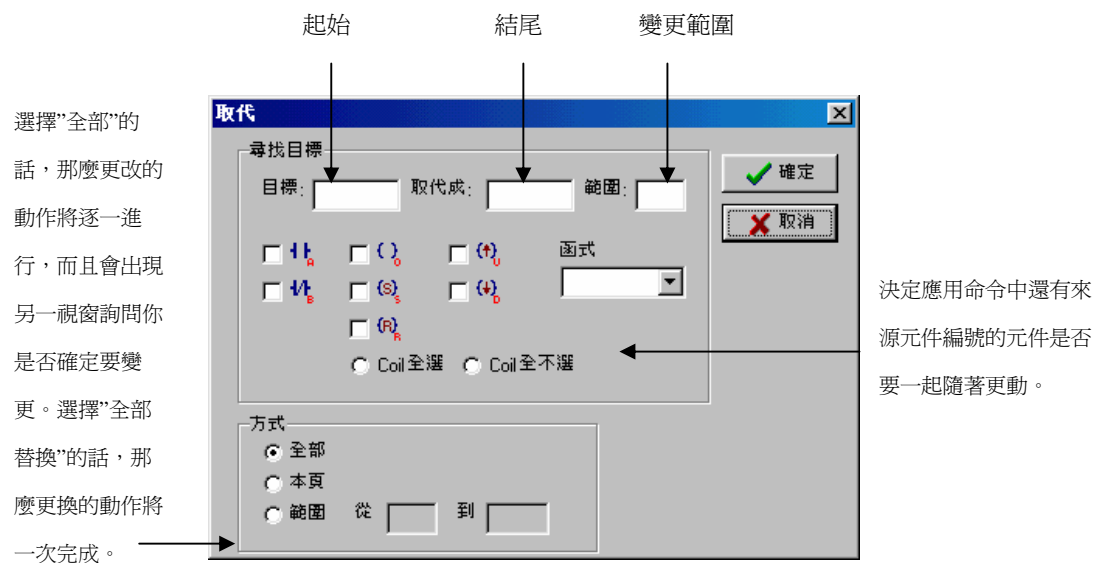 起始 結尾 變更範圍
選擇”全部”的
話，那麼更改的
動作將逐一進
行，而且會出現
另一視窗詢問你
是否確定要變
更。選擇”全部
替換”的話，那
麼更換的動作將
一次完成。
取代
尋找目標
目標: 取代成: 範圍:
確定
取消
A O U 函式
B S S D
R R
Coil全選 Coil全不選
方式
全部
本頁
範圍 從 到
決定應用命令中還有來
源元件編號的元件是否
要一起隨著更動。